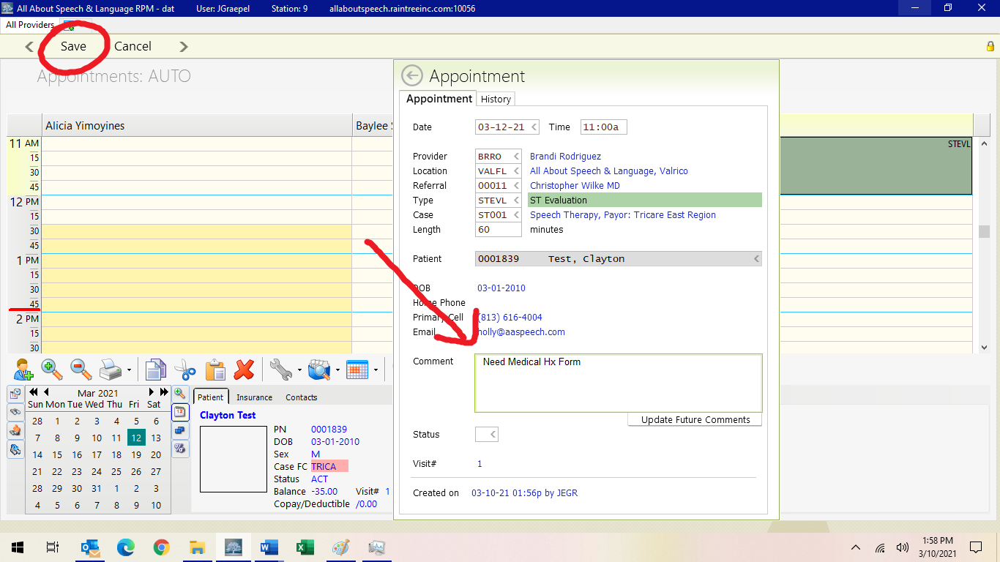 All About Speech & Language RPM - dat User: JGraepel Station: 9 allaboutspeech.raintreeinc.com:10056
All Providers
Save Cancel
Appointments: AUTO
Alicia Yimoyines Baylee S
11 AM
15
30
45
12 PM
15
30
45
1 PM
15
30
45
2 PM
15
30
STEVL
Appointment
Appointment History
Date 03-12-21 Time 11:00a
Provider BRRO Brandi Rodriguez
Location VALFL All About Speech & Language, Valrico
Referral 00011 Christopher Wilke MD
Type STEVL ST Evaluation
Case ST001 Speech Therapy, Payor: Tricare East Region
Length 60 minutes
Patient 0001839 Test, Clayton
DOB 03-01-2010
Home Phone
Primary Cell (813) 616-4004
Email holly@aaspeech.com
Comment Need Medical Hx Form
Update Future Comments
Status
Visit# 1
Created on 03-10-21 01:56p by JEGR
Mar 2021
Sun Mon Tue Wed Thu Fri Sat
28 1 2 3 4 5 6
7 8 9 10 11 12 13
14 15 16 17 18 19 20
21 22 23 24 25 26 27
28 29 30 31 1 2 3
4 5 6 7 8 9 10
Patient Insurance Contacts
Clayton Test
PN 0001839
DOB 03-01-2010
Sex M
Case FC TRICA
Status ACT
Balance -35.00 Visit# 1
Copay/Deductible /0.00
1:58 PM
3/10/2021